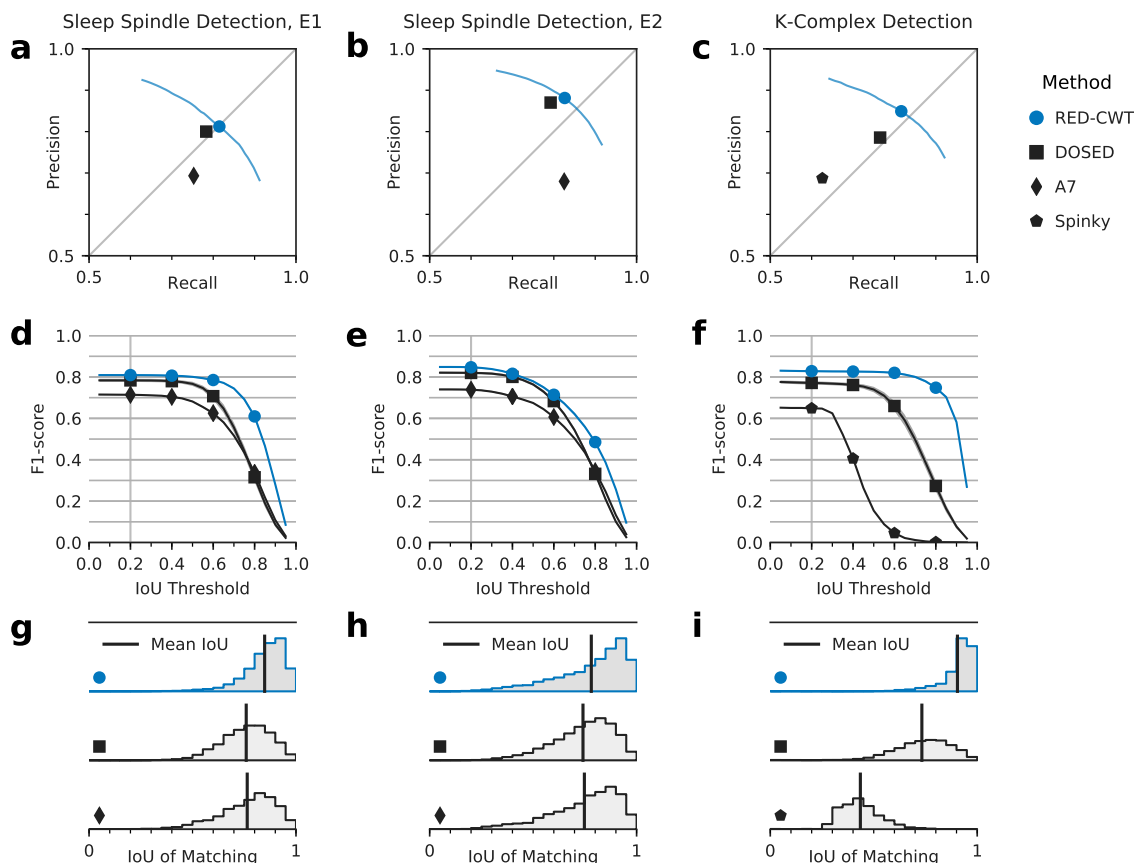 Sleep Spindle Detection, E1
Sleep Spindle Detection, E2
K-Complex Detection
a
1.0
Precision
0.5
0.5
1.0
Recall
b
1.0
Precision
0.5
0.5
1.0
Recall
c
1.0
Precision
0.5
0.5
1.0
Recall
Method
RED-CWT
DOSED
A7
Spinky
d
1.0
0.8
0.6
0.4
0.2
0.0
F1-score
0.0 0.2 0.4 0.6 0.8 1.0
IoU Threshold
e
1.0
0.8
0.6
0.4
0.2
0.0
F1-score
0.0 0.2 0.4 0.6 0.8 1.0
IoU Threshold
f
1.0
0.8
0.6
0.4
0.2
0.0
F1-score
0.0 0.2 0.4 0.6 0.8 1.0
IoU Threshold
g
Mean IoU
0
1
IoU of Matching
h
Mean IoU
0
1
IoU of Matching
i
Mean IoU
0
1
IoU of Matching